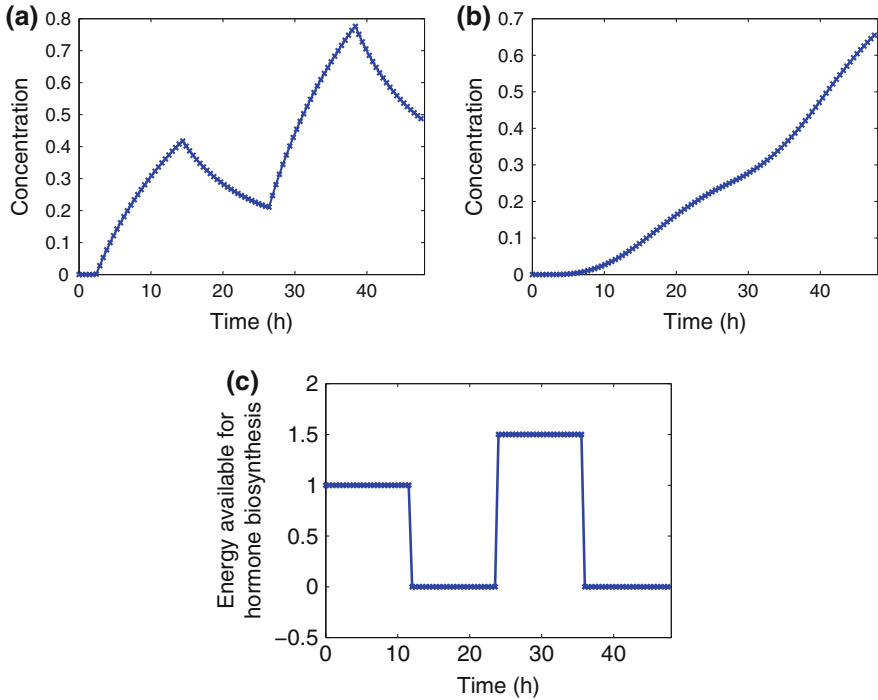 (a)
Concentration
0.8
0.7
0.6
0.5
0.4
0.3
0.2
0.1
0
0 10 20 30 40
Time (h)
(b)
Concentration
0.7
0.6
0.5
0.4
0.3
0.2
0.1
0
0 10 20 30 40
Time (h)
(c)
Energy available for
hormone biosynthesis
2
1.5
1
0.5
0
−0.5
0 10 20 30 40
Time (h)